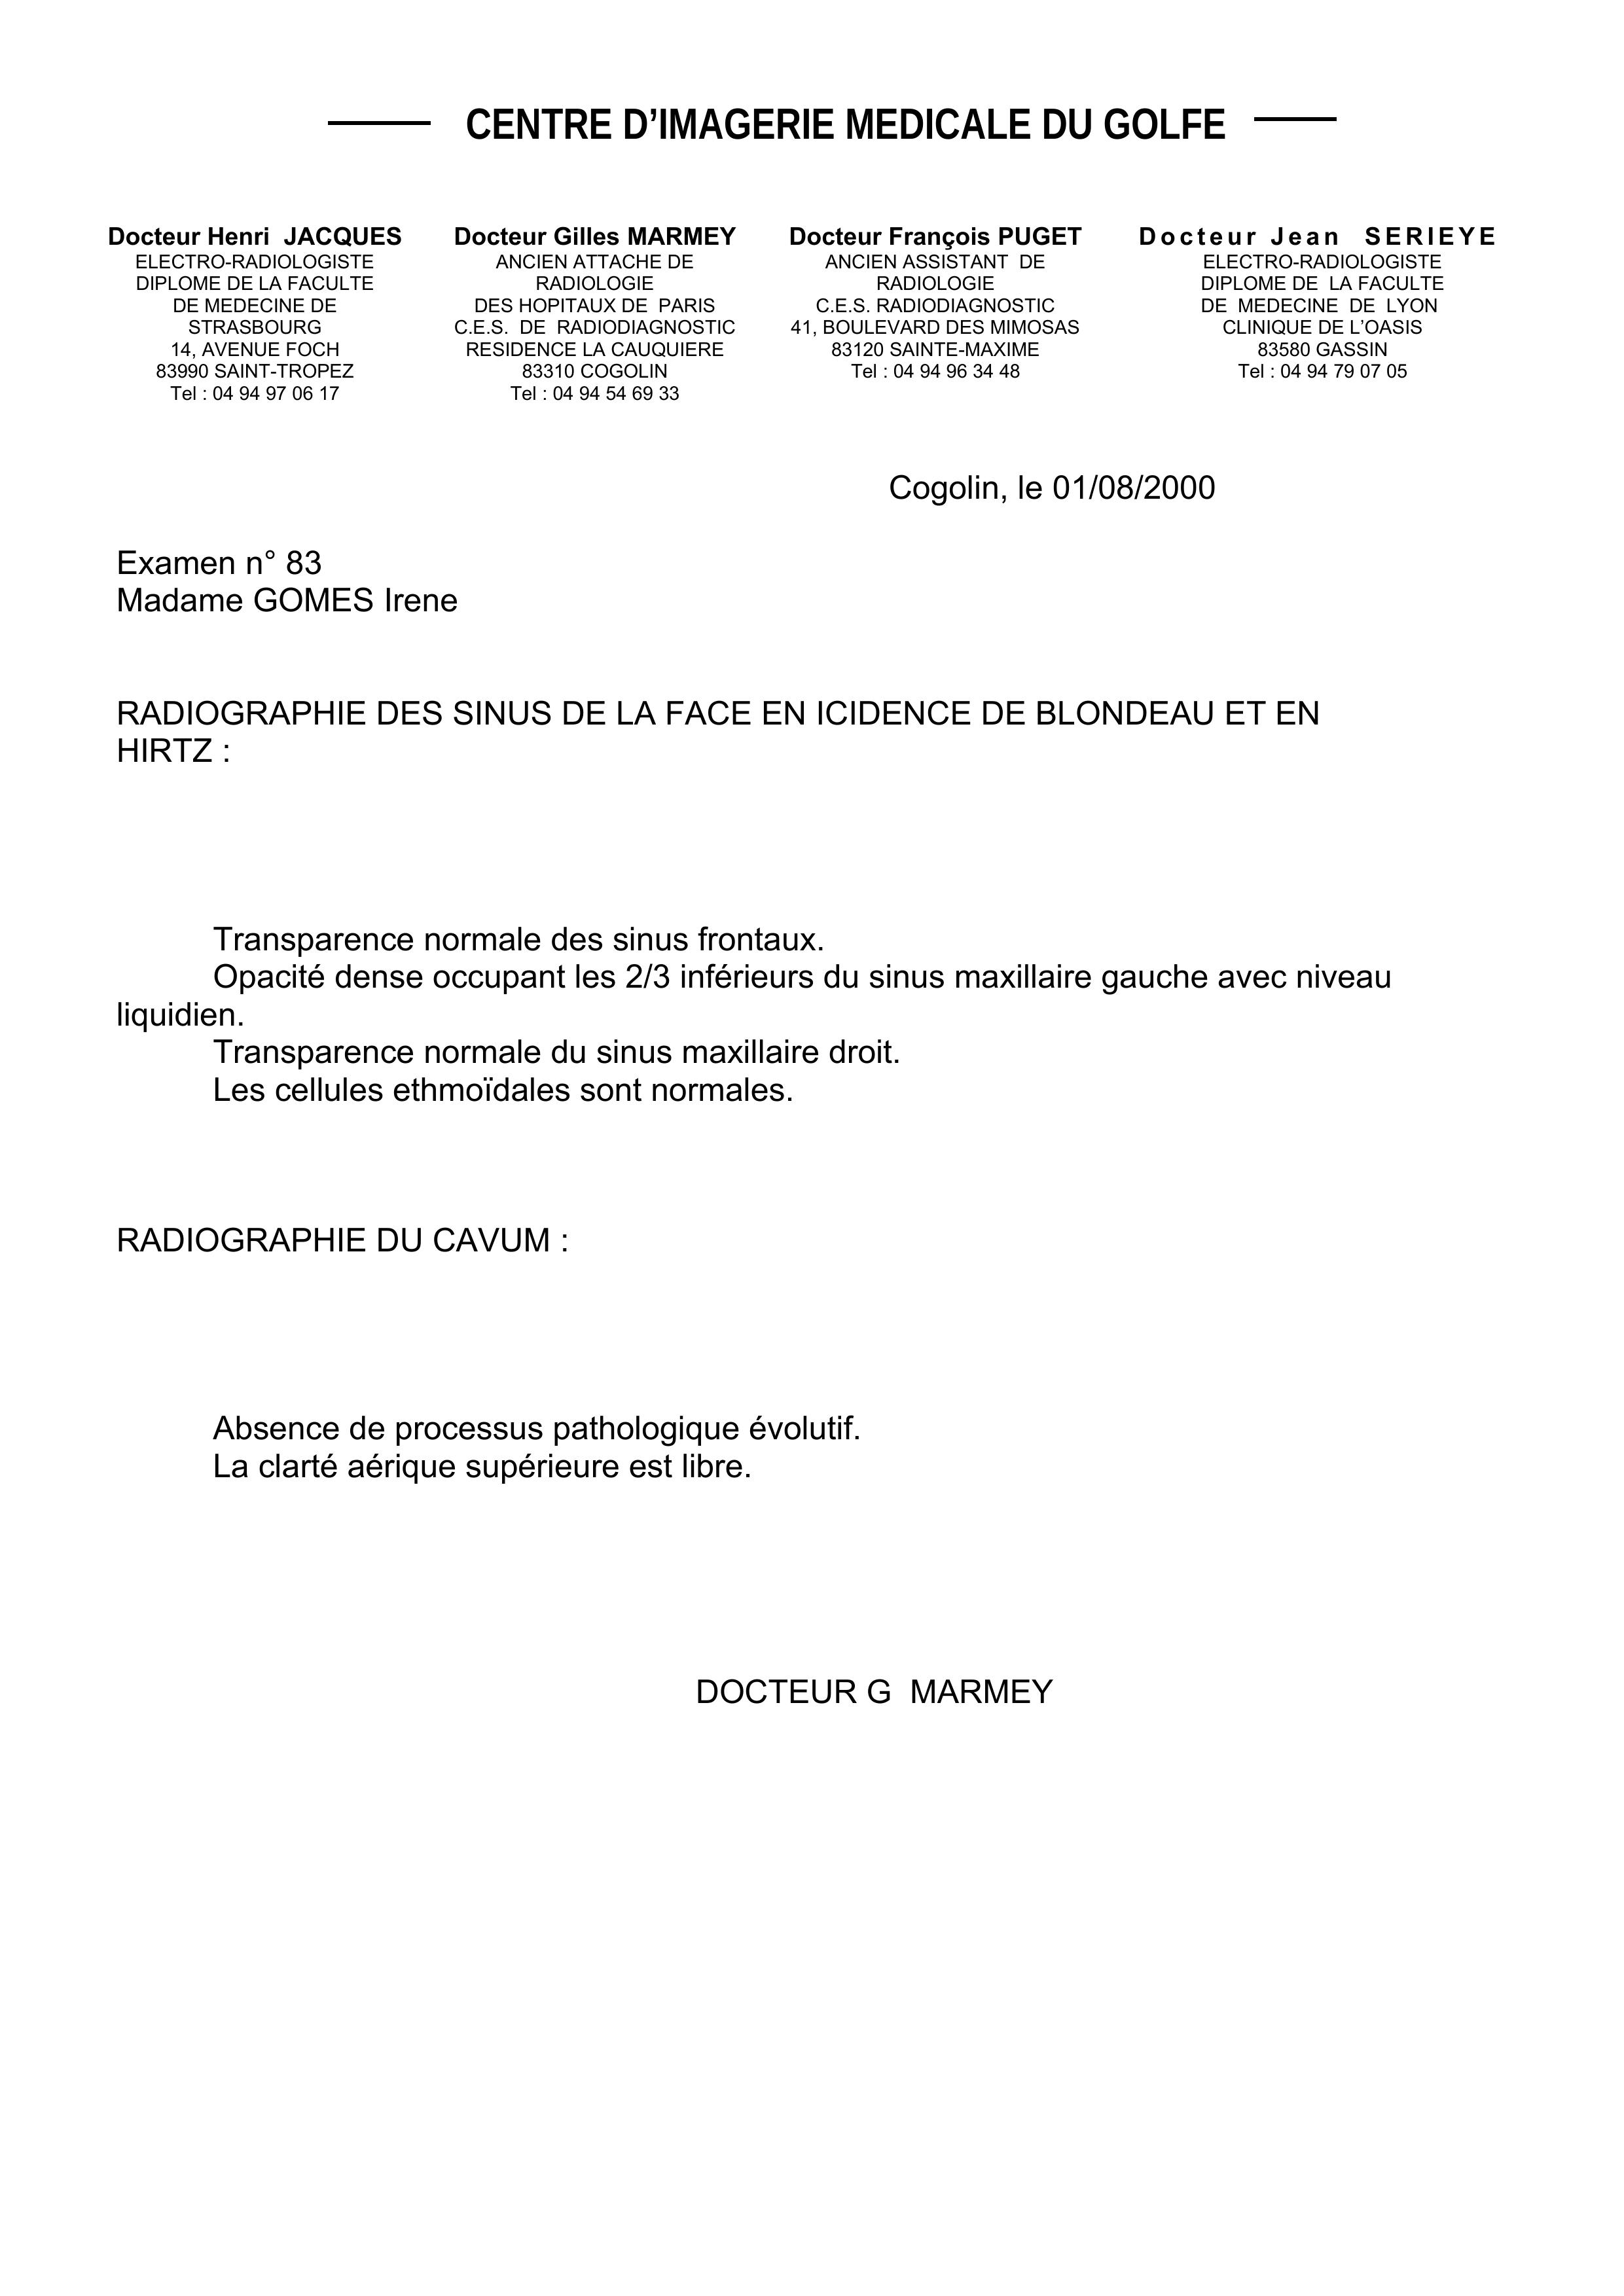 CENTRE D’IMAGERIE MEDICALE DU GOLFE
Docteur Henri JACQUES
ELECTRO-RADIOLOGISTE
DIPLOME DE LA FACULTE
DE MEDECINE DE
STRASBOURG
14, AVENUE FOCH
83990 SAINT-TROPEZ
Tel : 04 94 97 06 17
Docteur Gilles MARMEY
ANCIEN ATTACHE DE
RADIOLOGIE
DES HOPITAUX DE PARIS
C.E.S. DE RADIODIAGNOSTIC
RESIDENCE LA CAUQUIERE
83310 COGOLIN
Tel : 04 94 54 69 33
Docteur François PUGET
ANCIEN ASSISTANT DE
RADIOLOGIE
C.E.S. RADIODIAGNOSTIC
41, BOULEVARD DES MIMOSAS
83120 SAINTE-MAXIME
Tel : 04 94 96 34 48
Docteur Jean SERIEYE
ELECTRO-RADIOLOGISTE
DIPLOME DE LA FACULTE
DE MEDECINE DE LYON
CLINIQUE DE L’OASIS
83580 GASSIN
Tel : 04 94 79 07 05
Cogolin, le 01/08/2000
Examen n° 83
Madame GOMES Irene
RADIOGRAPHIE DES SINUS DE LA FACE EN ICIDENCE DE BLONDEAU ET EN
HIRTZ :
Transparence normale des sinus frontaux.
Opacité dense occupant les 2/3 inférieurs du sinus maxillaire gauche avec niveau
liquidien.
Transparence normale du sinus maxillaire droit.
Les cellules ethmoïdales sont normales.
RADIOGRAPHIE DU CAVUM :
Absence de processus pathologique évolutif.
La clarté aérique supérieure est libre.
DOCTEUR G MARMEY